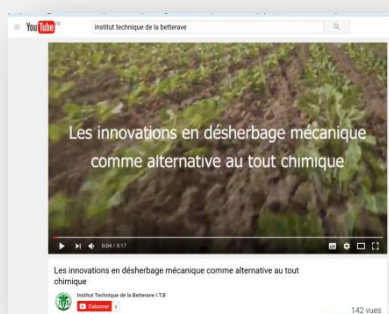 YouTube
institut technique de la betterave
Les innovations en désherbage mécanique
comme alternative au tout chimique
0:04 / 5:17
Les innovations en désherbage mécanique comme alternative au tout
chimique
Institut Technique de la Betterave I.T.B
S'abonner
142 vues